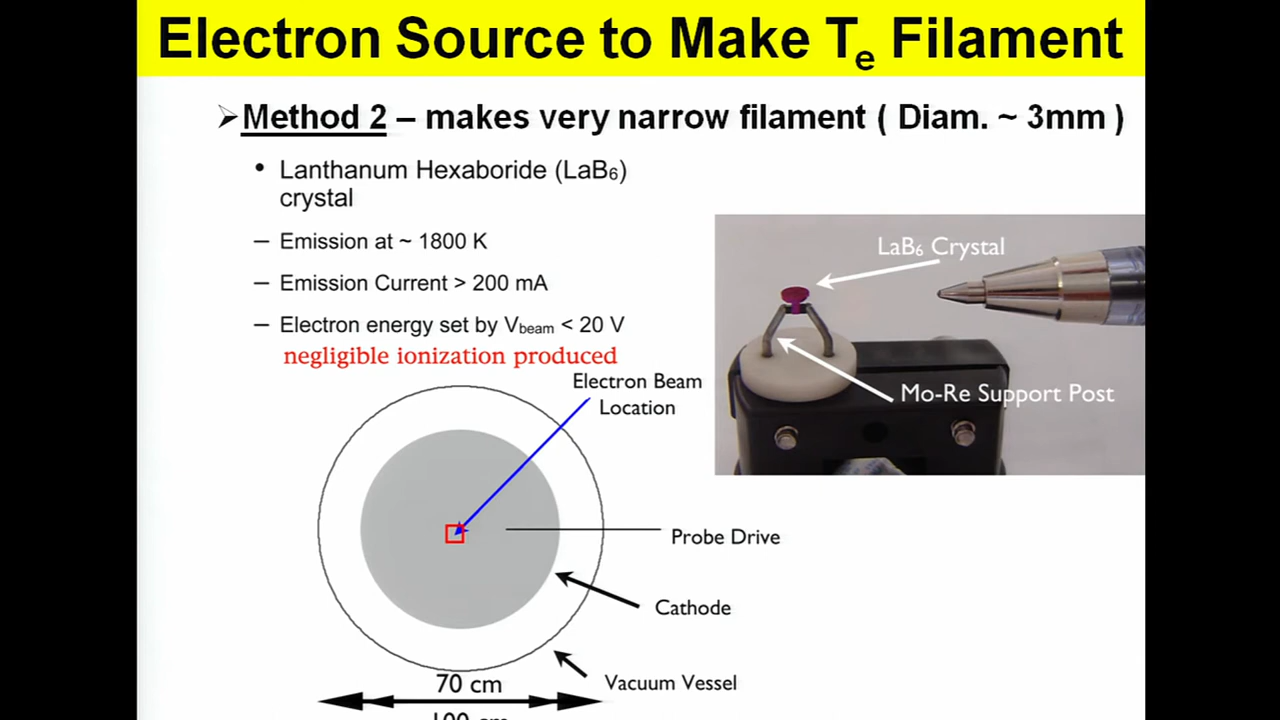 Electron Source to Make Te Filament
➢Method 2 – makes very narrow filament ( Diam. ~ 3mm )
• Lanthanum Hexaboride (LaB₆)
crystal
– Emission at ~ 1800 K
– Emission Current > 200 mA
– Electron energy set by Vbeam < 20 V
negligible ionization produced
LaB₆ Crystal
Mo-Re Support Post
Electron Beam
Location
Probe Drive
Cathode
Vacuum Vessel
70 cm
100 cm